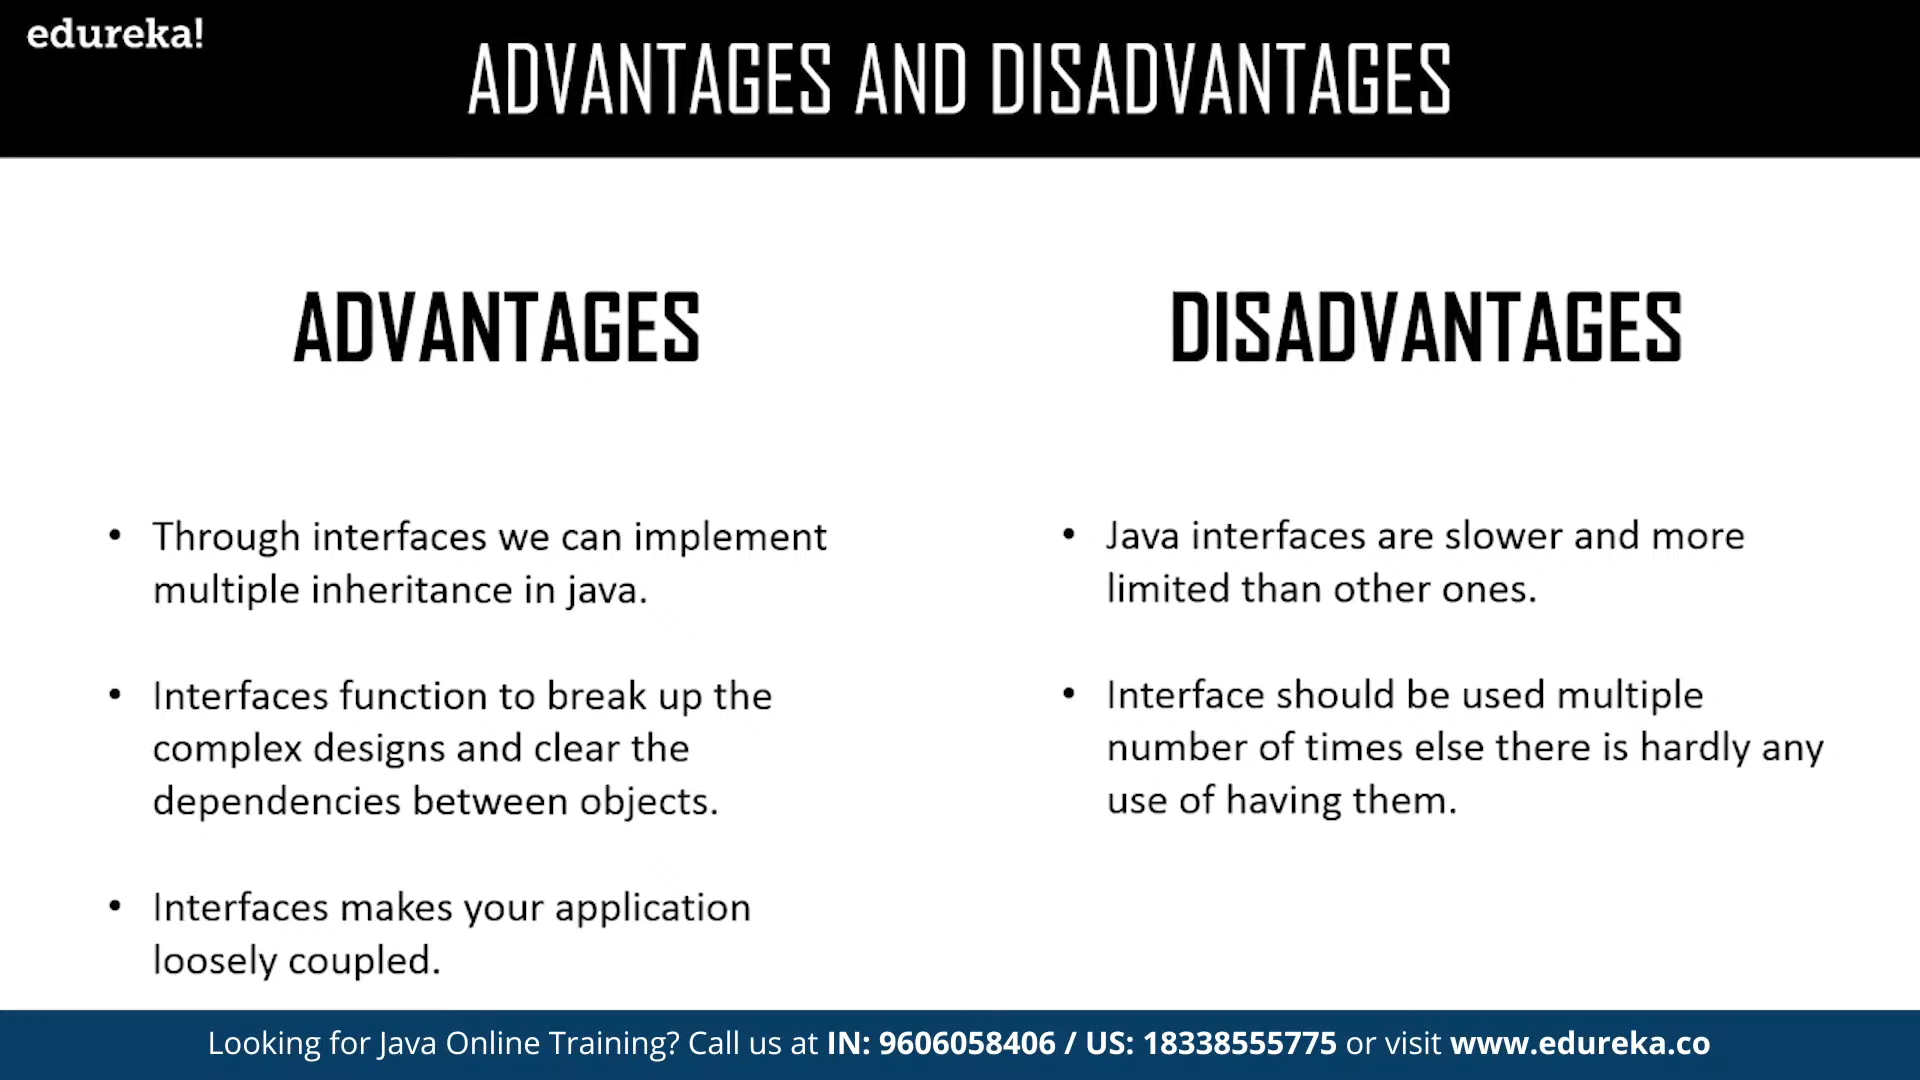 edureka!
ADVANTAGES AND DISADVANTAGES
ADVANTAGES
• Through interfaces we can implement
multiple inheritance in java.
• Interfaces function to break up the
complex designs and clear the
dependencies between objects.
• Interfaces makes your application
loosely coupled.
DISADVANTAGES
• Java interfaces are slower and more
limited than other ones.
• Interface should be used multiple
number of times else there is hardly any
use of having them.
Looking for Java Online Training? Call us at IN: 9606058406 / US: 18338555775 or visit www.edureka.co